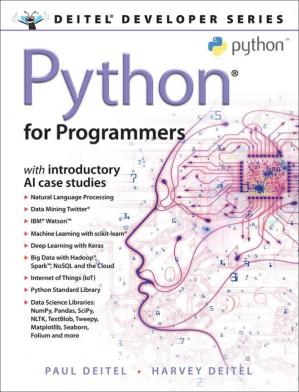 DEITEL® DEVELOPER SERIES
python™
Python®
for Programmers
with introductory
AI case studies
Natural Language Processing
Data Mining Twitter®
IBM® Watson™
Machine Learning with scikit-learn®
Deep Learning with Keras
Big Data with Hadoop®,
Spark™, NoSQL and the Cloud
Internet of Things (IoT)
Python Standard Library
Data Science Libraries:
NumPy, Pandas, SciPy,
NLTK, TextBlob, Tweepy,
Matplotlib, Seaborn,
Folium and more
PAUL DEITEL • HARVEY DEITEL